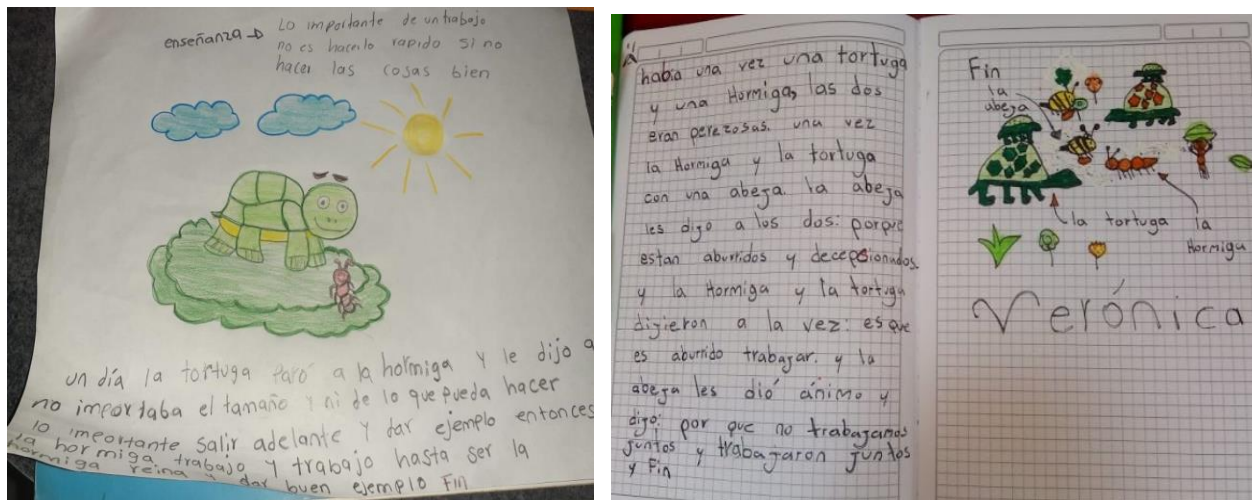 enseñanza → Lo importante de un trabajo
no es hacerlo rapido si no
hacer las cosas bien
un día la tortuga paró a la holmiga y le dijo a
no importaba el tamaño y ni de lo que pueda hacer
lo importante salir adelante y dar ejemplo entonces
la hormiga trabajo y trabajo hasta ser la
hormiga reina y dar buen ejemplo Fin
había una vez una tortuga
y una Hormiga, las dos
eran perezosas. una vez
la Hormiga y la tortuga
con una abeja. la abeja
les dijo a los dos: porque
estan aburridos y decepsionados.
y la Hormiga y la tortuga
dijieron a la vez: es que
es aburrido trabajar. y la
abeja les dió ánimo y
dijo: por que no trabajamos
juntos y trabajaron juntos
y Fin
Fin
la
abeja
la tortuga
la
Hormiga
Verónica